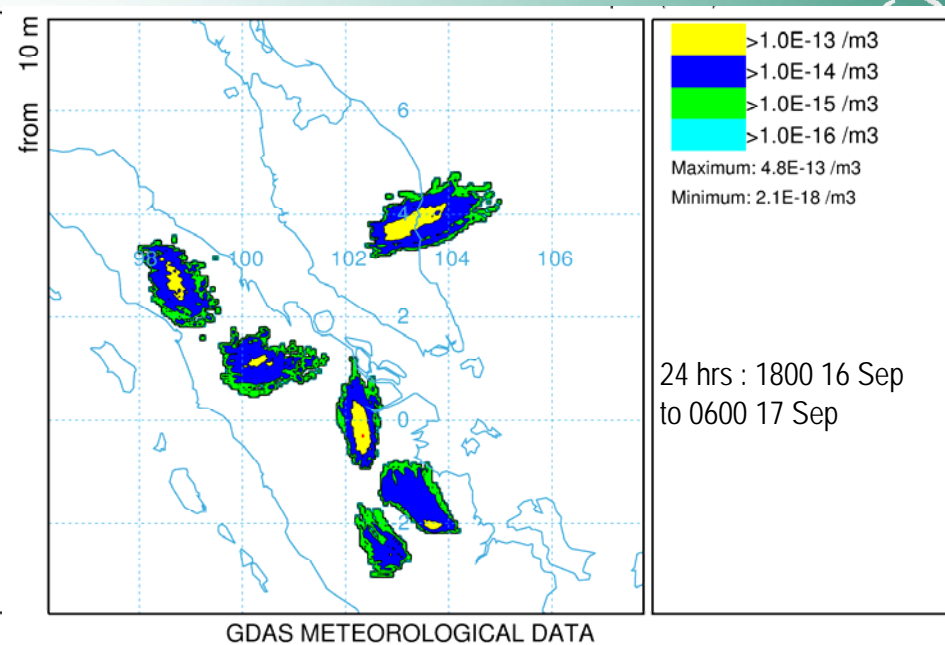 from 10 m
>1.0E-13 /m3
>1.0E-14 /m3
>1.0E-15 /m3
>1.0E-16 /m3
Maximum: 4.8E-13 /m3
Minimum: 2.1E-18 /m3
6
4
98 100 102 104 106
2
0
2
24 hrs : 1800 16 Sep
to 0600 17 Sep
GDAS METEOROLOGICAL DATA